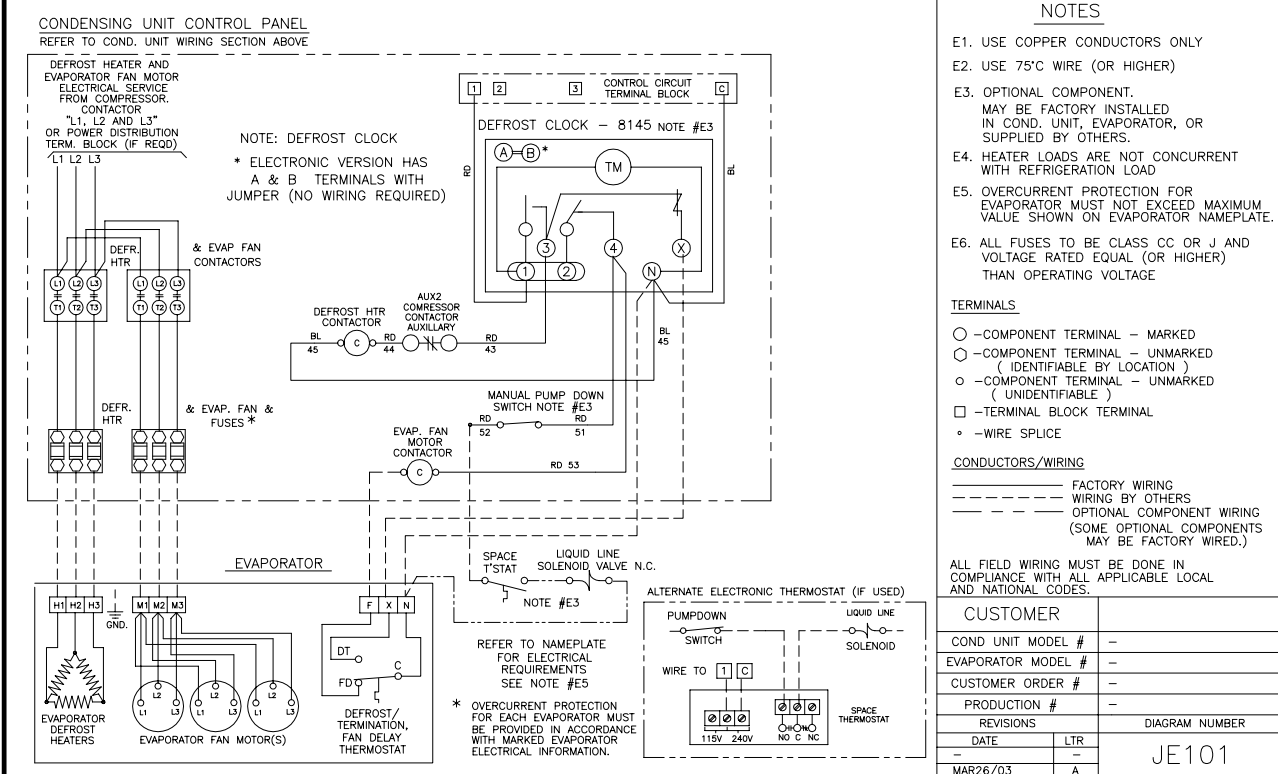 CONDENSING UNIT CONTROL PANEL
REFER TO COND. UNIT WIRING SECTION ABOVE
DEFROST HEATER AND
EVAPORATOR FAN MOTOR
ELECTRICAL SERVICE
FROM COMPRESSOR.
CONTACTOR
"L1, L2 AND L3"
OR POWER DISTRIBUTION
TERM. BLOCK (IF REQD)
L1 L2 L3
NOTE: DEFROST CLOCK
* ELECTRONIC VERSION HAS
A & B TERMINALS WITH
JUMPER (NO WIRING REQUIRED)
1 2 3 CONTROL CIRCUIT C
TERMINAL BLOCK
DEFROST CLOCK - 8145 NOTE #E3
A B *
TM
RD
BL
3 4 X
1 2 N
DEFR.
HTR
& EVAP FAN
CONTACTORS
L1 L2 L3 L1 L2 L3
T1 T2 T3 T1 T2 T3
DEFROST HTR
CONTACTOR
AUX2
COMRESSOR
CONTACTOR
AUXILLARY
BL
45
C
RD
44
RD
43
BL
45
MANUAL PUMP DOWN
SWITCH NOTE #E3
RD
52
RD
51
DEFR.
HTR
& EVAP. FAN &
FUSES *
EVAP. FAN
MOTOR
CONTACTOR
C
RD 53
EVAPORATOR
SPACE
T'STAT
LIQUID LINE
SOLENOID VALVE N.C.
NOTE #E3
H1 H2 H3
GND.
M1 M2 M3
F X N
DT
C
FD
L2 L2 L2
L1 L3 L1 L3 L1 L3
EVAPORATOR
DEFROST
HEATERS
EVAPORATOR FAN MOTOR(S)
DEFROST/
TERMINATION,
FAN DELAY
THERMOSTAT
REFER TO NAMEPLATE
FOR ELECTRICAL
REQUIREMENTS
SEE NOTE #E5
* OVERCURRENT PROTECTION
FOR EACH EVAPORATOR MUST
BE PROVIDED IN ACCORDANCE
WITH MARKED EVAPORATOR
ELECTRICAL INFORMATION.
ALTERNATE ELECTRONIC THERMOSTAT (IF USED)
PUMPDOWN
SWITCH
LIQUID LINE
SOLENOID
WIRE TO 1 C
115V 240V
NO C NC
SPACE
THERMOSTAT
NOTES
E1. USE COPPER CONDUCTORS ONLY
E2. USE 75°C WIRE (OR HIGHER)
E3. OPTIONAL COMPONENT.
MAY BE FACTORY INSTALLED
IN COND. UNIT, EVAPORATOR, OR
SUPPLIED BY OTHERS.
E4. HEATER LOADS ARE NOT CONCURRENT
WITH REFRIGERATION LOAD
E5. OVERCURRENT PROTECTION FOR
EVAPORATOR MUST NOT EXCEED MAXIMUM
VALUE SHOWN ON EVAPORATOR NAMEPLATE.
E6. ALL FUSES TO BE CLASS CC OR J AND
VOLTAGE RATED EQUAL (OR HIGHER)
THAN OPERATING VOLTAGE
TERMINALS
-COMPONENT TERMINAL - MARKED
-COMPONENT TERMINAL - UNMARKED
( IDENTIFIABLE BY LOCATION )
-COMPONENT TERMINAL - UNMARKED
( UNIDENTIFIABLE )
-TERMINAL BLOCK TERMINAL
-WIRE SPLICE
CONDUCTORS/WIRING
FACTORY WIRING
WIRING BY OTHERS
OPTIONAL COMPONENT WIRING
(SOME OPTIONAL COMPONENTS
MAY BE FACTORY WIRED.)
ALL FIELD WIRING MUST BE DONE IN
COMPLIANCE WITH ALL APPLICABLE LOCAL
AND NATIONAL CODES.
CUSTOMER
COND UNIT MODEL # -
EVAPORATOR MODEL # -
CUSTOMER ORDER # -
PRODUCTION # -
REVISIONS DIAGRAM NUMBER
DATE LTR
- -
JE101
MAR26/03 A